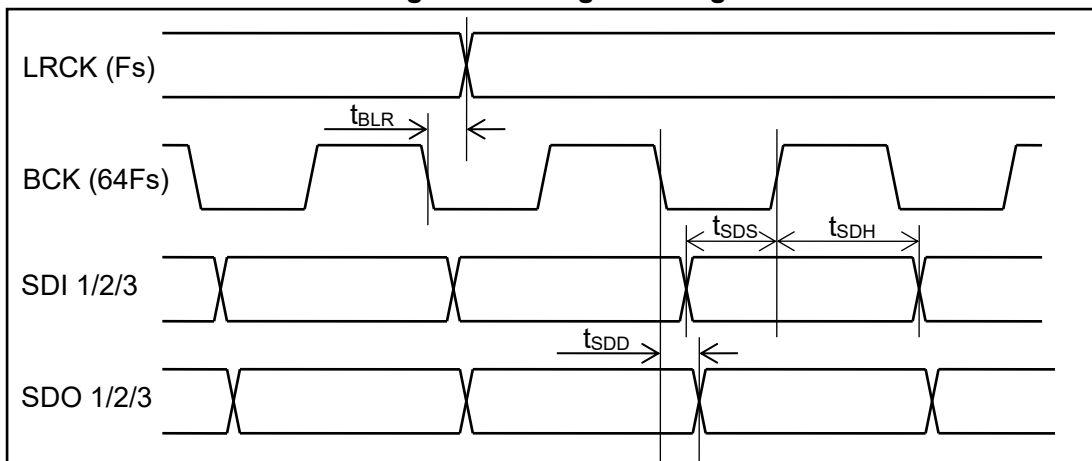 LRCK (Fs)
tBLR
BCK (64Fs)
tSDS
tSDH
SDI 1/2/3
tSDD
SDO 1/2/3